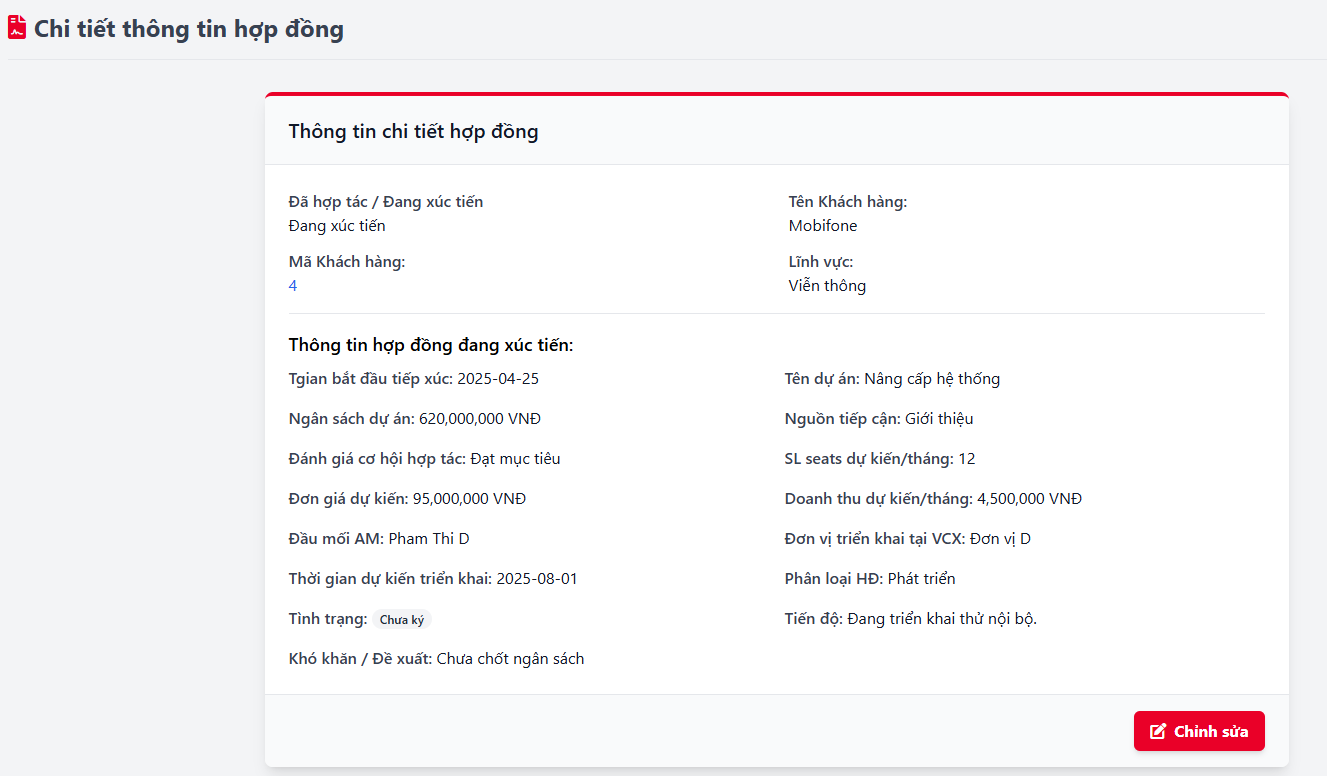 Chi tiết thông tin hợp đồng
Thông tin chi tiết hợp đồng
Đã hợp tác / Đang xúc tiến
Đang xúc tiến
Tên Khách hàng:
Mobifone
Mã Khách hàng:
4
Lĩnh vực:
Viễn thông
Thông tin hợp đồng đang xúc tiến:
Tgian bắt đầu tiếp xúc: 2025-04-25
Tên dự án: Nâng cấp hệ thống
Ngân sách dự án: 620,000,000 VNĐ
Nguồn tiếp cận: Giới thiệu
Đánh giá cơ hội hợp tác: Đạt mục tiêu
SL seats dự kiến/tháng: 12
Đơn giá dự kiến: 95,000,000 VNĐ
Doanh thu dự kiến/tháng: 4,500,000 VNĐ
Đầu mối AM: Pham Thi D
Đơn vị triển khai tại VCX: Đơn vị D
Thời gian dự kiến triển khai: 2025-08-01
Phân loại HĐ: Phát triển
Tình trạng: Chưa ký
Tiến độ: Đang triển khai thử nội bộ.
Khó khăn / Đề xuất: Chưa chốt ngân sách
Chỉnh sửa